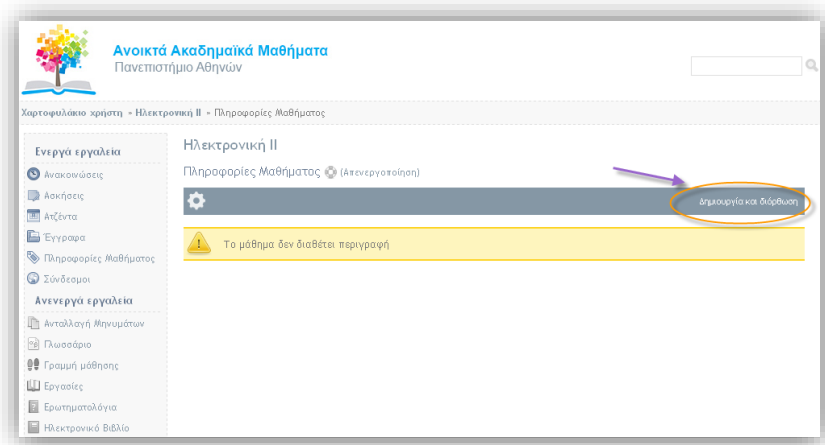 Ανοικτά Ακαδημαϊκά Μαθήματα
Πανεπιστήμιο Αθηνών
Χαρτοφυλάκιο χρήστη » Ηλεκτρονική ΙΙ » Πληροφορίες Μαθήματος
Ενεργά εργαλεία
Ανακοινώσεις
Ασκήσεις
Ατζέντα
Έγγραφα
Πληροφορίες Μαθήματος
Σύνδεσμοι
Ανενεργά εργαλεία
Ανταλλαγή Μηνυμάτων
Γλωσσάριο
Γραμμή μάθησης
Εργασίες
Ερωτηματολόγια
Ηλεκτρονικό Βιβλίο
Ηλεκτρονική ΙΙ
Πληροφορίες Μαθήματος (Απενεργοποίηση)
Δημιουργία και διόρθωση
Το μάθημα δεν διαθέτει περιγραφή